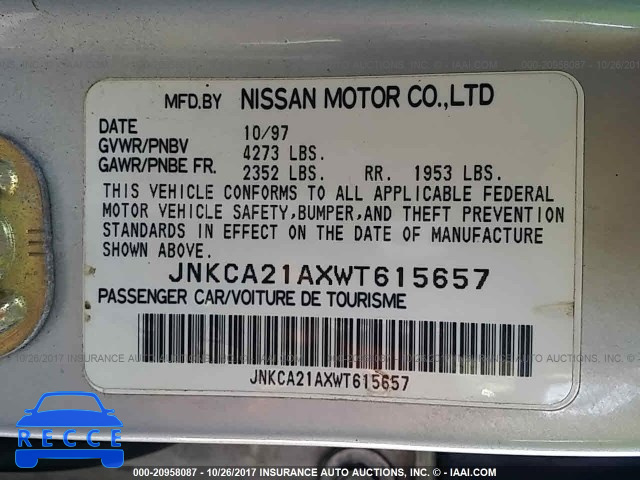 MFD.BY NISSAN MOTOR CO.,LTD
DATE 10/97
GVWR/PNBV 4273 LBS.
GAWR/PNBE FR. 2352 LBS. RR. 1953 LBS.
THIS VEHICLE CONFORMS TO ALL APPLICABLE FEDERAL
MOTOR VEHICLE SAFETY,BUMPER,AND THEFT PREVENTION
STANDARDS IN EFFECT ON THE DATE OF MANUFACTURE
SHOWN ABOVE.
JNKCA21AXWT615657
PASSENGER CAR/VOITURE DE TOURISME
JNKCA21AXWT615657
RECCE
000-20958087 - 10/26/2017 INSURANCE AUTO AUCTIONS, INC. - © IAAI.COM